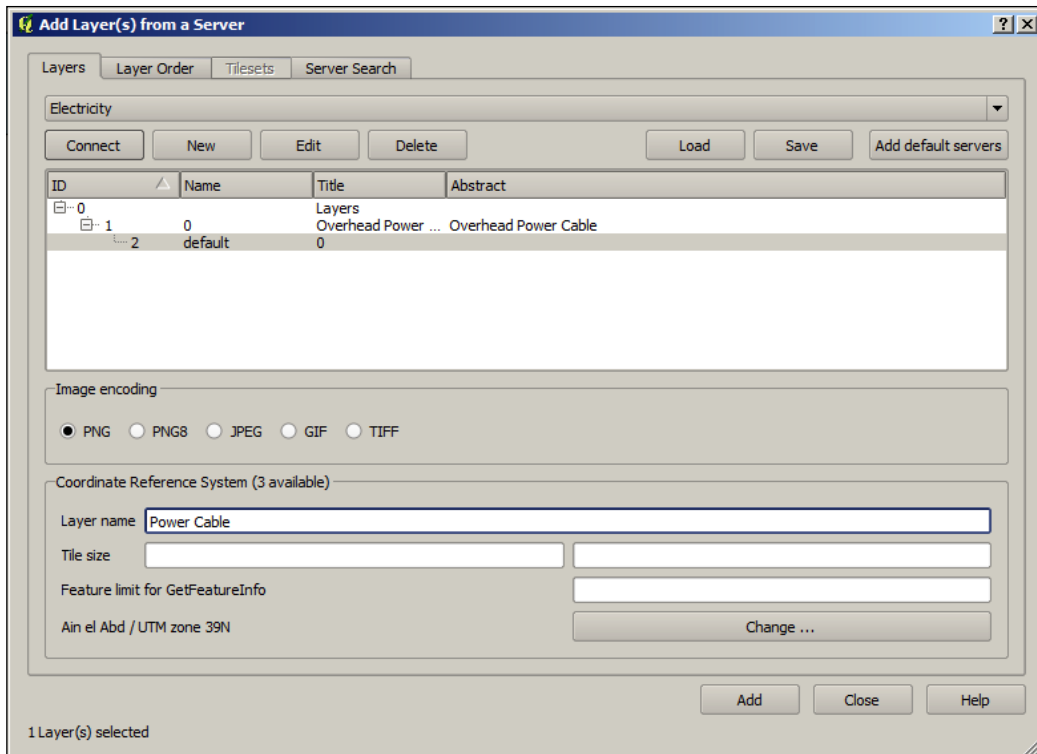 Add Layer(s) from a Server
Layers Layer Order Tilesets Server Search
Electricity
Connect New Edit Delete Load Save Add default servers
ID Name Title Abstract
0 Layers
1 0 Overhead Power ... Overhead Power Cable
2 default 0
Image encoding
PNG PNG8 JPEG GIF TIFF
Coordinate Reference System (3 available)
Layer name Power Cable
Tile size
Feature limit for GetFeatureInfo
Ain el Abd / UTM zone 39N Change ...
Add Close Help
1 Layer(s) selected